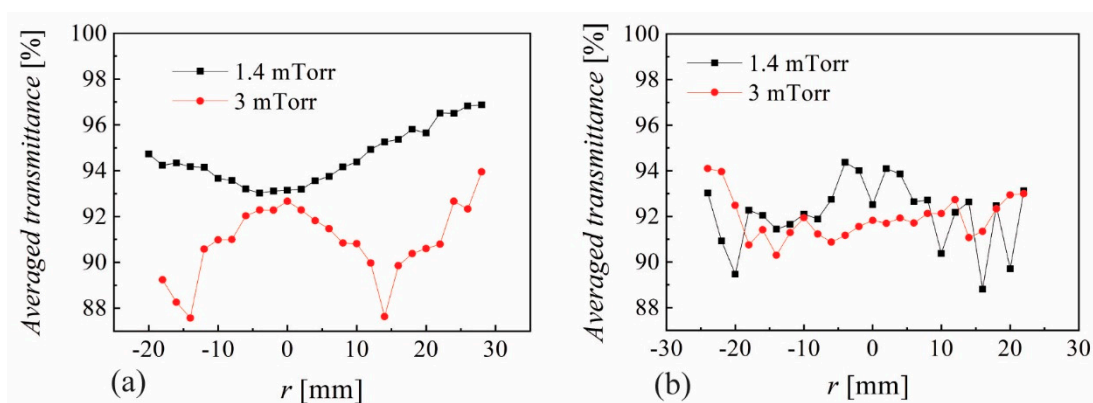 Averaged transmittance [%]
100
98
96
94
92
90
88
1.4 mTorr
3 mTorr
-20 -10 0 10 20 30
(a) r [mm]
Averaged transmittance [%]
100
98
96
94
92
90
88
1.4 mTorr
3 mTorr
-30 -20 -10 0 10 20 30
(b) r [mm]